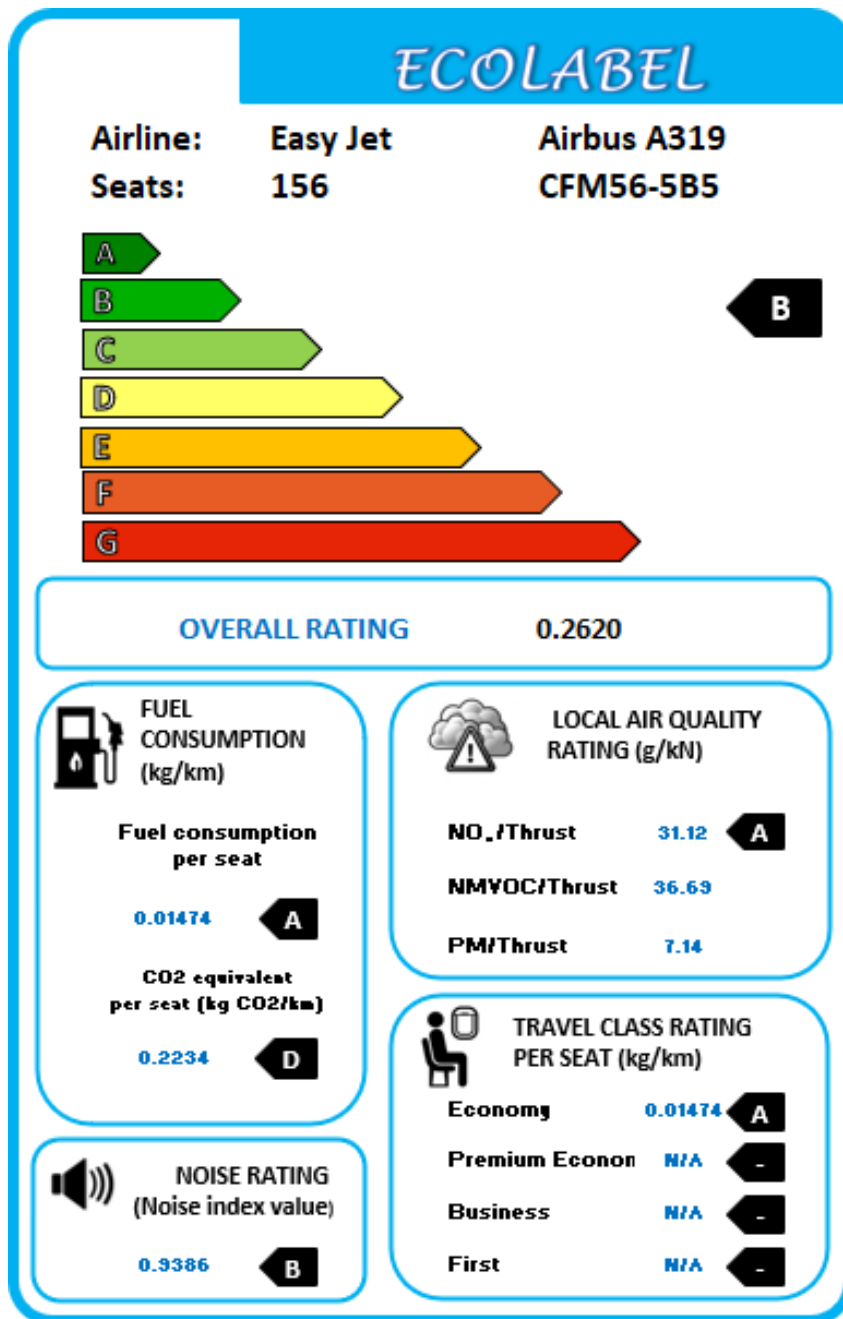 ECOLABEL
Airline: Easy Jet Airbus A319
Seats: 156 CFM56-5B5
A
B
B
C
D
E
F
G
OVERALL RATING 0.2620
FUEL
CONSUMPTION
(kg/km)
Fuel consumption
per seat
0.01474 A
CO2 equivalent
per seat (kg CO2/km)
0.2234 D
NOISE RATING
(Noise index value)
0.9386 B
LOCAL AIR QUALITY
RATING (g/kN)
NOₓ/Thrust 31.12 A
NMVOC/Thrust 36.69
PM/Thrust 7.14
TRAVEL CLASS RATING
PER SEAT (kg/km)
Economy 0.01474 A
Premium Econon N/A -
Business N/A -
First N/A -